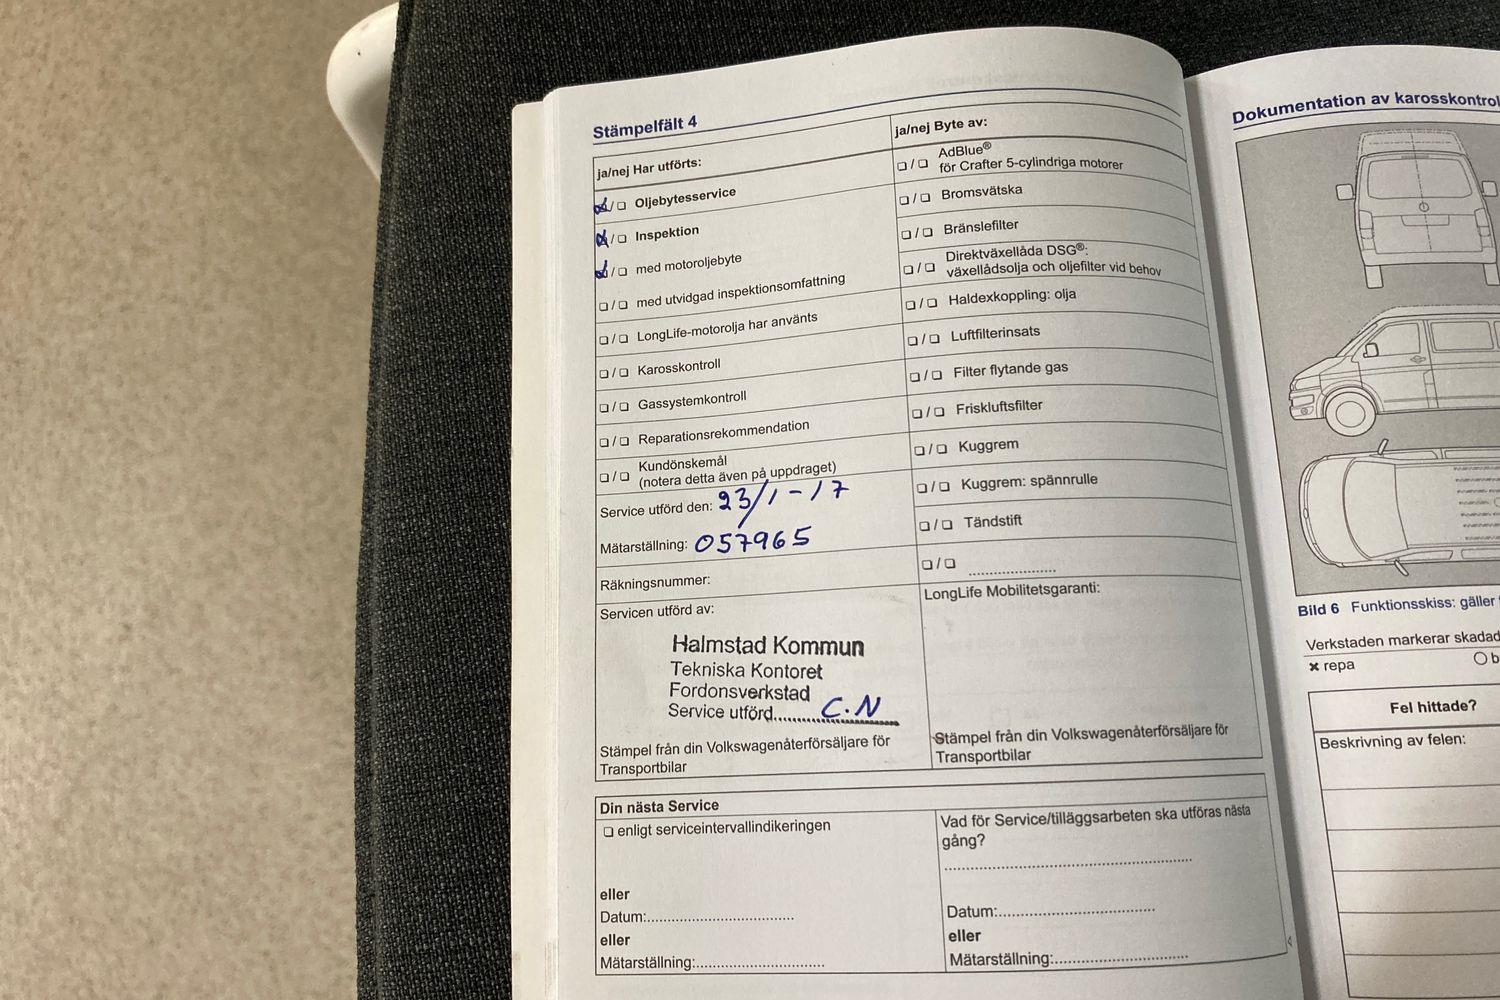 Stämpelfält 4
ja/nej Har utförts:
❏ / ❏ Oljebytesservice
❏ / ❏ Inspektion
❏ / ❏ med motoroljebyte
❏ / ❏ med utvidgad inspektionsomfattning
❏ / ❏ LongLife-motorolja har använts
❏ / ❏ Karosskontroll
❏ / ❏ Gassystemkontroll
❏ / ❏ Reparationsrekommendation
❏ / ❏ Kundönskemål
(notera detta även på uppdraget)
Service utförd den: 23/1-17
Mätarställning: 057965
Räkningsnummer:
Servicen utförd av:
Halmstad Kommun
Tekniska Kontoret
Fordonsverkstad
Service utförd.......... C.N
Stämpel från din Volkswagenåterförsäljare för
Transportbilar
ja/nej Byte av:
❏ / ❏ AdBlue®
för Crafter 5-cylindriga motorer
❏ / ❏ Bromsvätska
❏ / ❏ Bränslefilter
❏ / ❏ Direktväxellåda DSG®:
växellådsolja och oljefilter vid behov
❏ / ❏ Haldexkoppling: olja
❏ / ❏ Luftfilterinsats
❏ / ❏ Filter flytande gas
❏ / ❏ Friskluftsfilter
❏ / ❏ Kuggrem
❏ / ❏ Kuggrem: spännrulle
❏ / ❏ Tändstift
❏ / ❏ .....................
LongLife Mobilitetsgaranti:
Stämpel från din Volkswagenåterförsäljare för
Transportbilar
Din nästa Service
❏ enligt serviceintervallindikeringen
eller
Datum:....................................
eller
Mätarställning:................................
Vad för Service/tilläggsarbeten ska utföras nästa
gång?
............................................................
Datum:......................................
eller
Mätarställning:.................................
Dokumentation av karosskontrol
Bild 6 Funktionsskiss: gäller
Verkstaden markerar skadad
× repa
○ b
Fel hittade?
Beskrivning av felen: